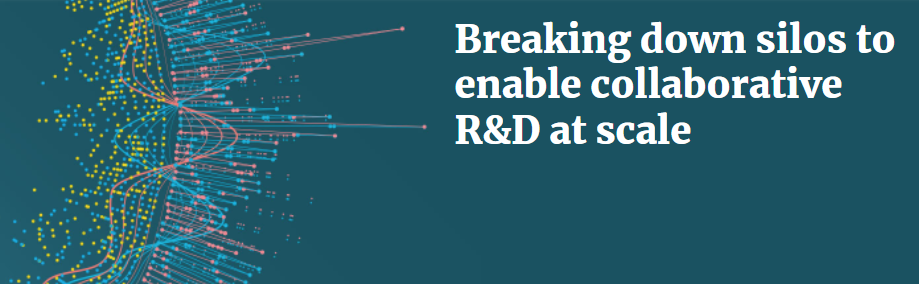 Breaking down silos to
enable collaborative
R&D at scale